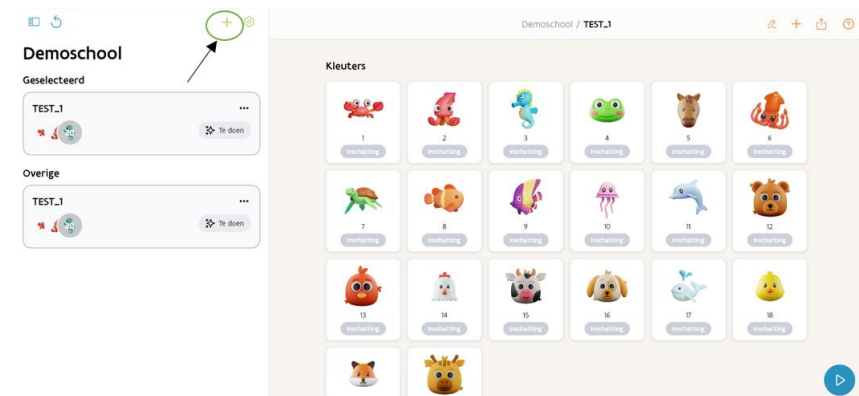 Demoschool
Geselecteerd
TEST_1
Te doen
Overige
TEST_1
Te doen
Demoschool / TEST_1
Kleuters
1
2
3
4
5
6
Inschatting
Inschatting
Inschatting
Inschatting
Inschatting
Inschatting
7
8
9
10
11
12
Inschatting
Inschatting
Inschatting
Inschatting
Inschatting
Inschatting
13
14
15
16
17
18
Inschatting
Inschatting
Inschatting
Inschatting
Inschatting
Inschatting